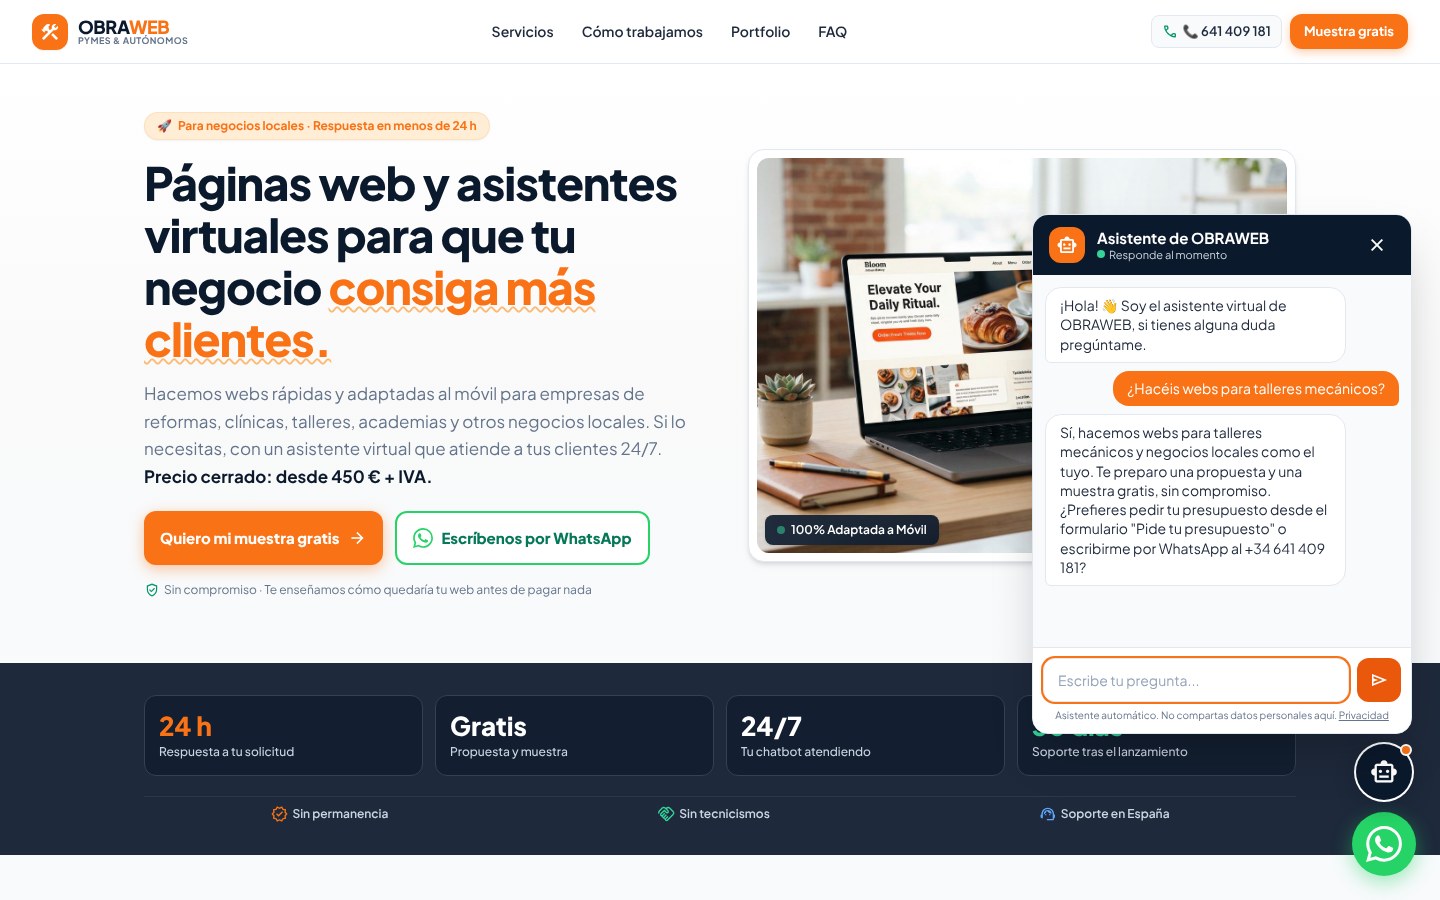 OBRAWEB
PYMES & AUTÓNOMOS
Servicios
Cómo trabajamos
Portfolio
FAQ
📞 641 409 181
Muestra gratis
🚀 Para negocios locales · Respuesta en menos de 24 h
Páginas web y asistentes
virtuales para que tu
negocio consiga más
clientes.
Hacemos webs rápidas y adaptadas al móvil para empresas de
reformas, clínicas, talleres, academias y otros negocios locales. Si lo
necesitas, con un asistente virtual que atiende a tus clientes 24/7.
Precio cerrado: desde 450 € + IVA.
Quiero mi muestra gratis →
Escríbenos por WhatsApp
Sin compromiso · Te enseñamos cómo quedaría tu web antes de pagar nada
Bloom
Elevate Your
Daily Ritual.
100% Adaptada a Móvil
Asistente de OBRAWEB
Responde al momento
¡Hola! 👋 Soy el asistente virtual de
OBRAWEB, si tienes alguna duda
pregúntame.
¿Hacéis webs para talleres mecánicos?
Sí, hacemos webs para talleres
mecánicos y negocios locales como el
tuyo. Te preparo una propuesta y una
muestra gratis, sin compromiso.
¿Prefieres pedir tu presupuesto desde el
formulario "Pide tu presupuesto" o
escribirme por WhatsApp al +34 641 409
181?
Escribe tu pregunta...
Asistente automático. No compartas datos personales aquí. Privacidad
24 h
Respuesta a tu solicitud
Gratis
Propuesta y muestra
24/7
Tu chatbot atendiendo
Soporte tras el lanzamiento
Sin permanencia
Sin tecnicismos
Soporte en España